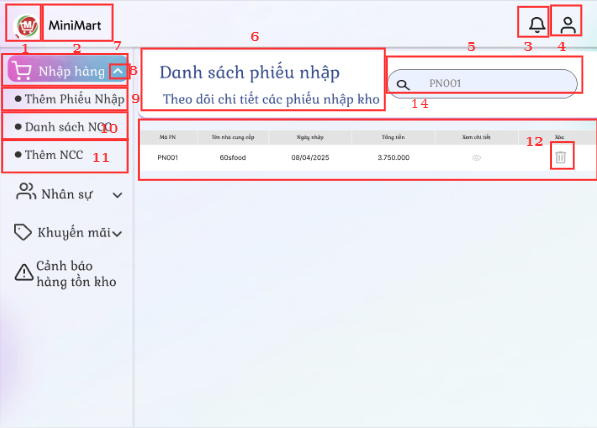 MiniMart
1
2
3
4
7
6
5
Nhập hàng
8
Danh sách phiếu nhập
PN001
Thêm Phiếu Nhập
9
Theo dõi chi tiết các phiếu nhập kho
14
Danh sách NCC
10
Mã PN Tên nhà cung cấp Ngày nhập Tổng tiền Xem chi tiết Xóa
12
Thêm NCC
11
PN001 60sfood 08/04/2025 3.750.000
Nhân sự
Khuyến mãi
Cảnh báo
hàng tồn kho